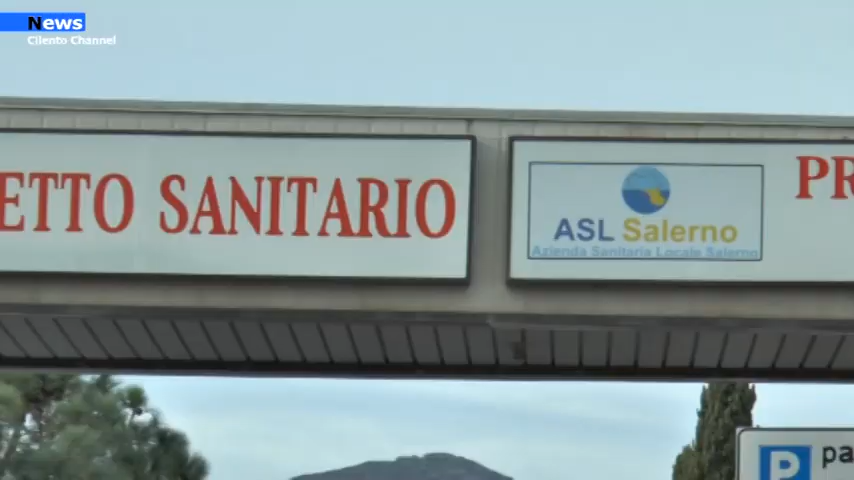 News
Cilento Channel
ETTO SANITARIO
ASL Salerno
Azienda Sanitaria Locale Salerno
PR
P pa